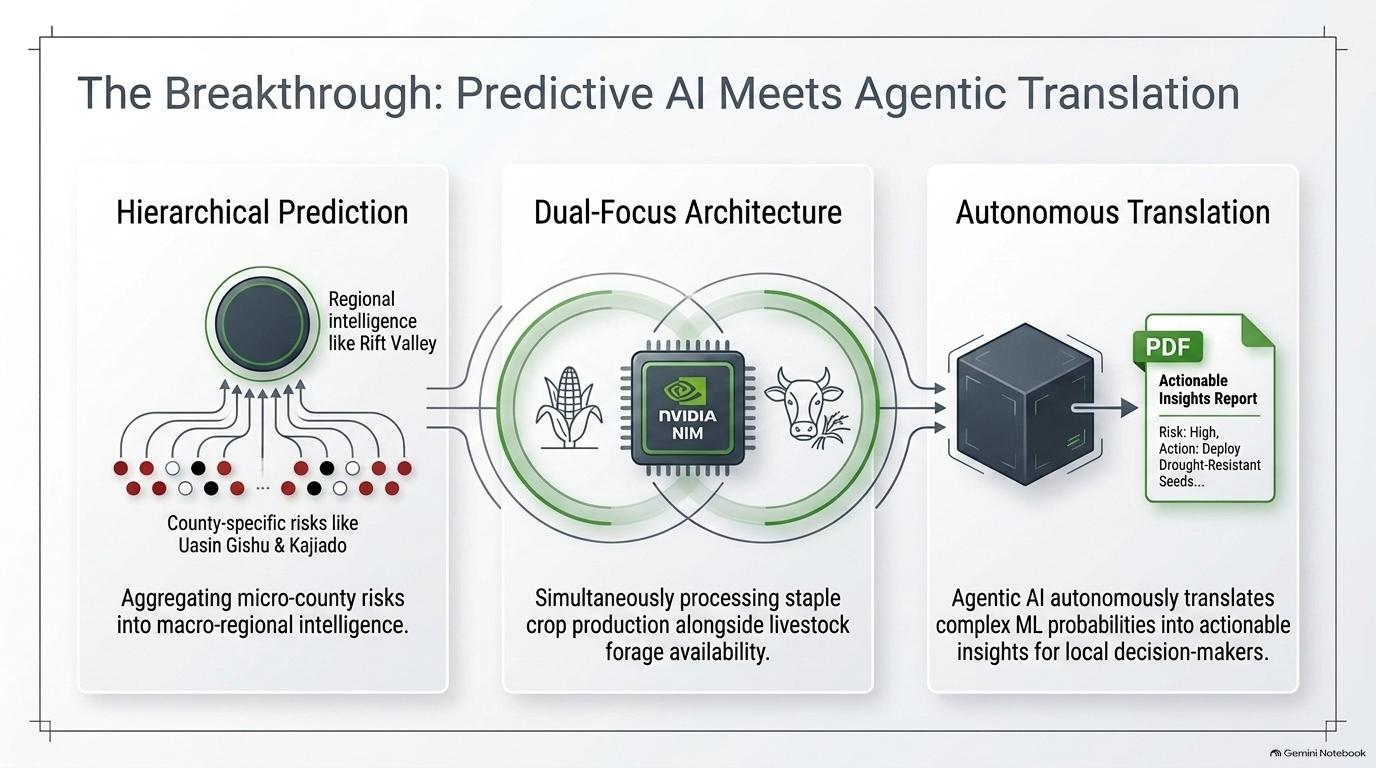 The Breakthrough: Predictive AI Meets Agentic Translation
Hierarchical Prediction
Regional
intelligence
like Rift Valley
...
County-specific risks like
Uasin Gishu & Kajiado
Aggregating micro-county risks
into macro-regional intelligence.
Dual-Focus Architecture
NVIDIA
NIM
Simultaneously processing staple
crop production alongside livestock
forage availability.
Autonomous Translation
PDF
Actionable
Insights Report
Risk: High,
Action: Deploy
Drought-Resistant
Seeds...
Agentic AI autonomously translates
complex ML probabilities into actionable
insights for local decision-makers.
Gemini Notebook